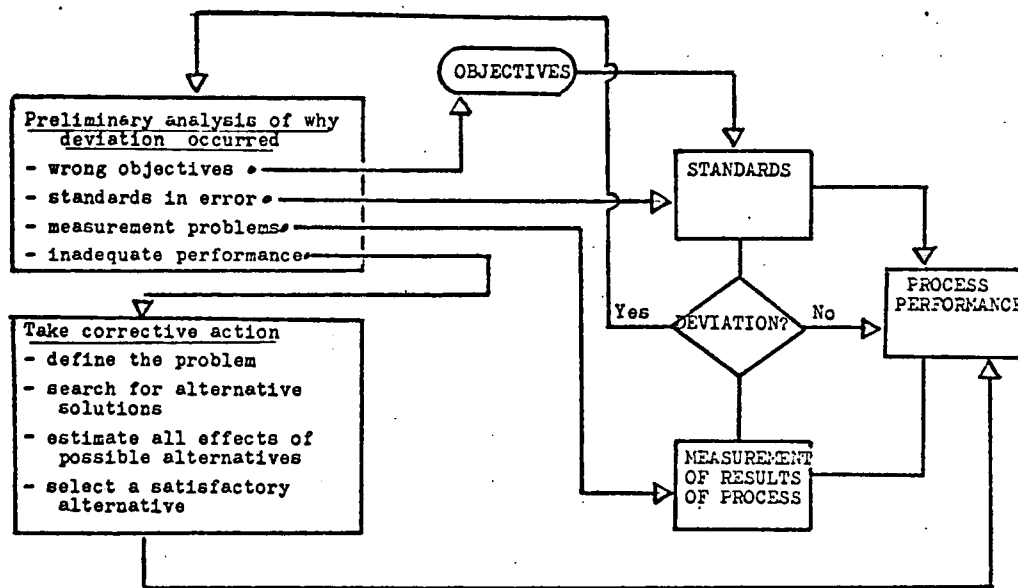 OBJECTIVES
Preliminary analysis of why
deviation occurred
- wrong objectives
- standards in error
- measurement problems
- inadequate performance
STANDARDS
PROCESS
PERFORMANCE
Yes
DEVIATION?
No
Take corrective action
- define the problem
- search for alternative
solutions
- estimate all effects of
possible alternatives
- select a satisfactory
alternative
MEASUREMENT
OF RESULTS
OF PROCESS